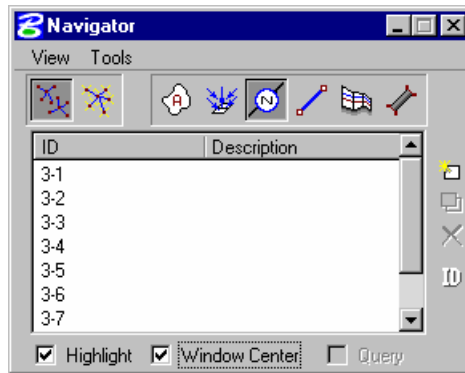 Navigator
View Tools
A N
ID Description
3-1
3-2
3-3
3-4
3-5
3-6
3-7
ID
Highlight Window Center Query